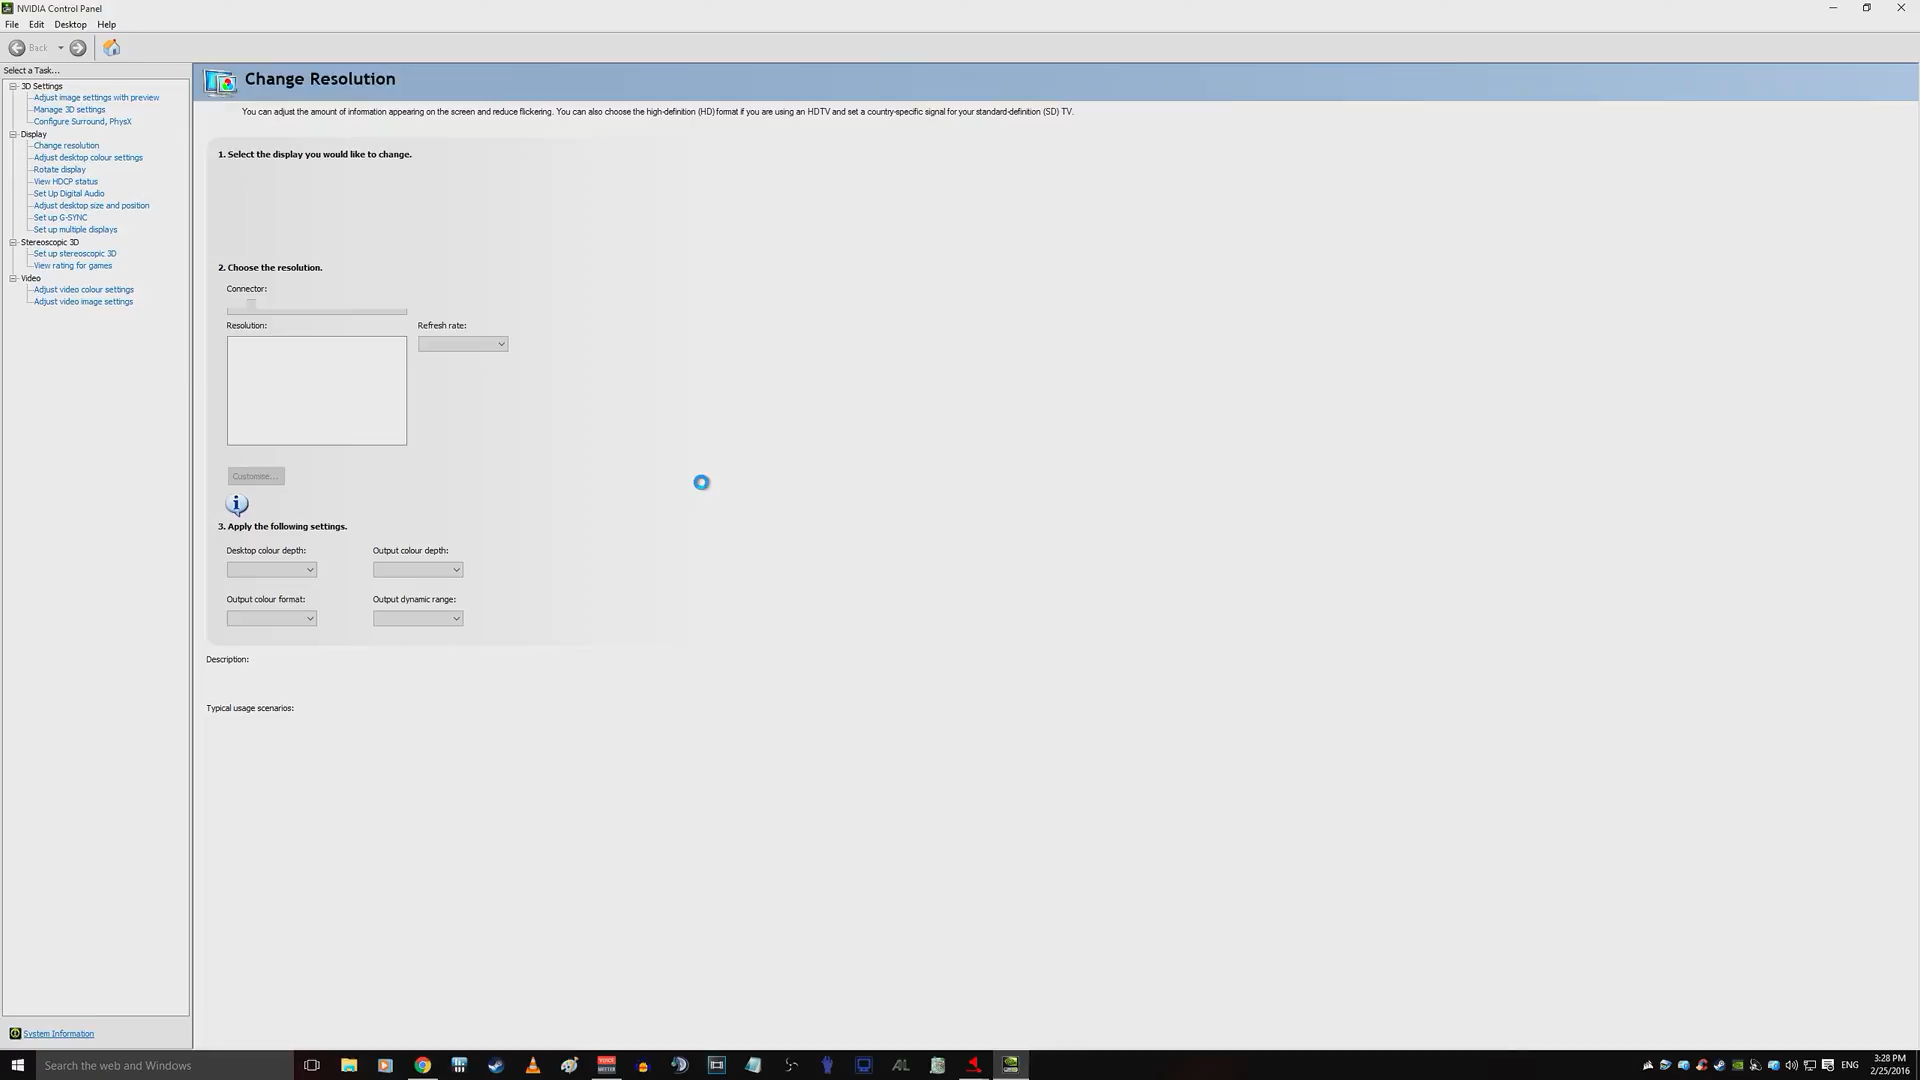 NVIDIA Control Panel
File Edit Desktop Help
Back
Select a Task...
3D Settings
Adjust image settings with preview
Manage 3D settings
Configure Surround, PhysX
Display
Change resolution
Adjust desktop colour settings
Rotate display
View HDCP status
Set Up Digital Audio
Adjust desktop size and position
Set up G-SYNC
Set up multiple displays
Stereoscopic 3D
Set up stereoscopic 3D
View rating for games
Video
Adjust video colour settings
Adjust video image settings
System Information
Change Resolution
You can adjust the amount of information appearing on the screen and reduce flickering. You can also choose the high-definition (HD) format if you are using an HDTV and set a country-specific signal for your standard-definition (SD) TV.
1. Select the display you would like to change.
2. Choose the resolution.
Connector:
Resolution: Refresh rate:
Customise...
3. Apply the following settings.
Desktop colour depth: Output colour depth:
Output colour format: Output dynamic range:
Description:
Typical usage scenarios:
Search the web and Windows
VOICE
MEETER
AL
ENG
3:28 PM
2/25/2016